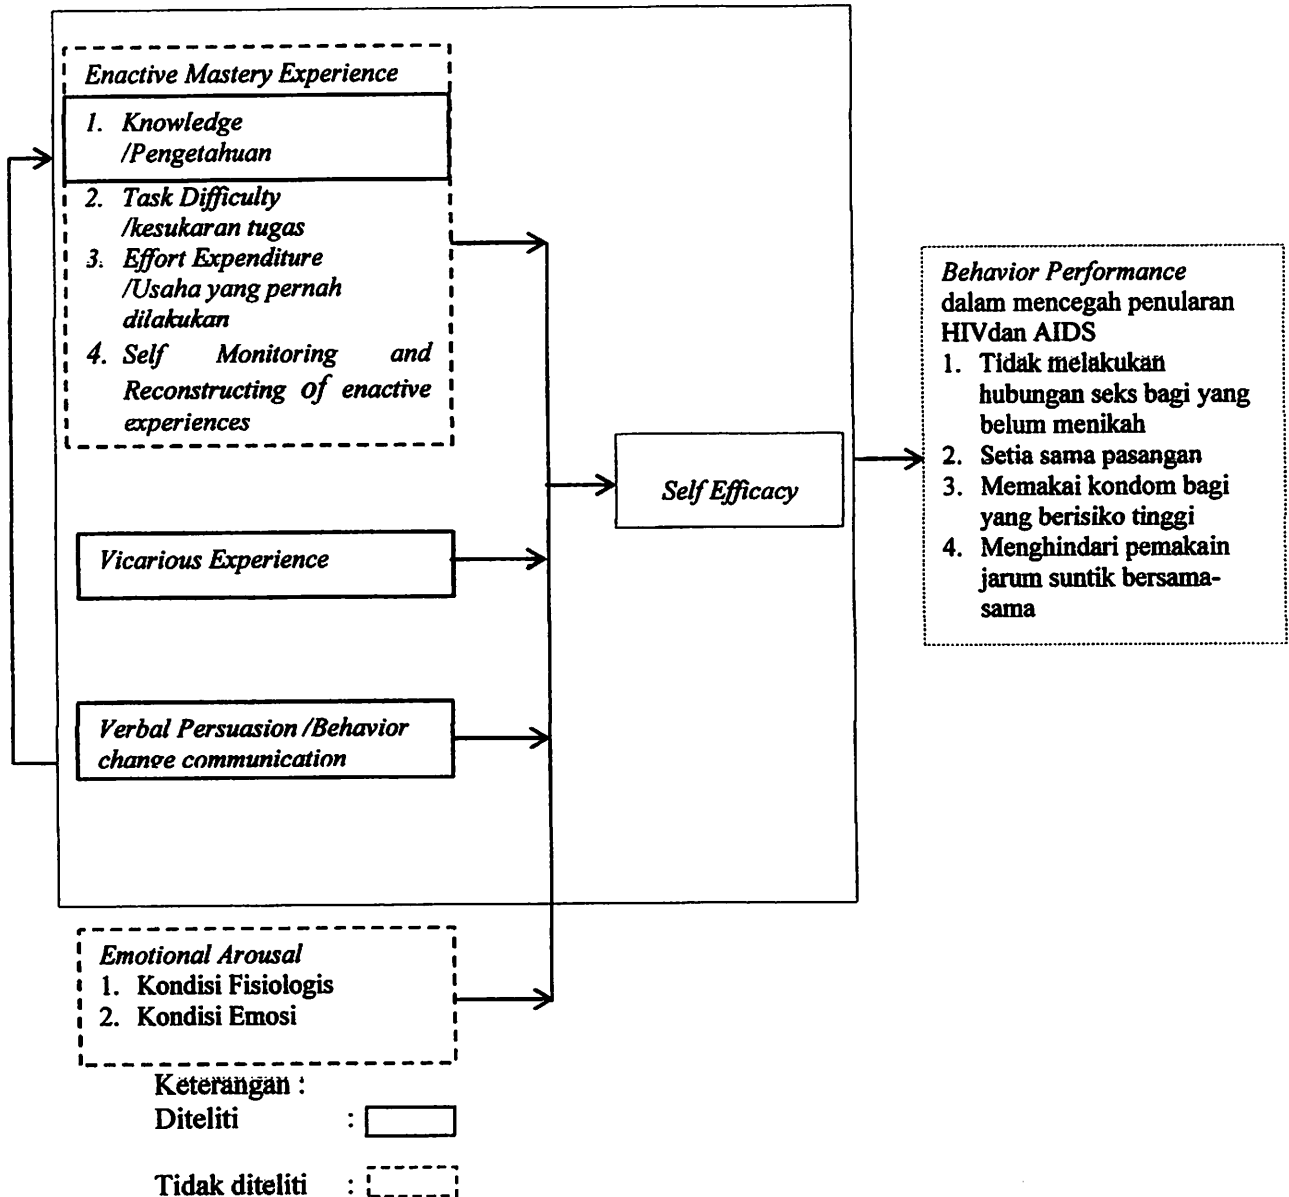 Enactive Mastery Experience
1. Knowledge
/Pengetahuan
2. Task Difficulty
/kesukaran tugas
3. Effort Expenditure
/Usaha yang pernah
dilakukan
4. Self Monitoring and
Reconstructing of enactive
experiences
Vicarious Experience
Verbal Persuasion /Behavior
change communication
Emotional Arousal
1. Kondisi Fisiologis
2. Kondisi Emosi
Self Efficacy
Behavior Performance
dalam mencegah penularan
HIVdan AIDS
1. Tidak melakukan
hubungan seks bagi yang
belum menikah
2. Setia sama pasangan
3. Memakai kondom bagi
yang berisiko tinggi
4. Menghindari pemakain
jarum suntik bersama-
sama
Keterangan :
Diteliti :
Tidak diteliti :